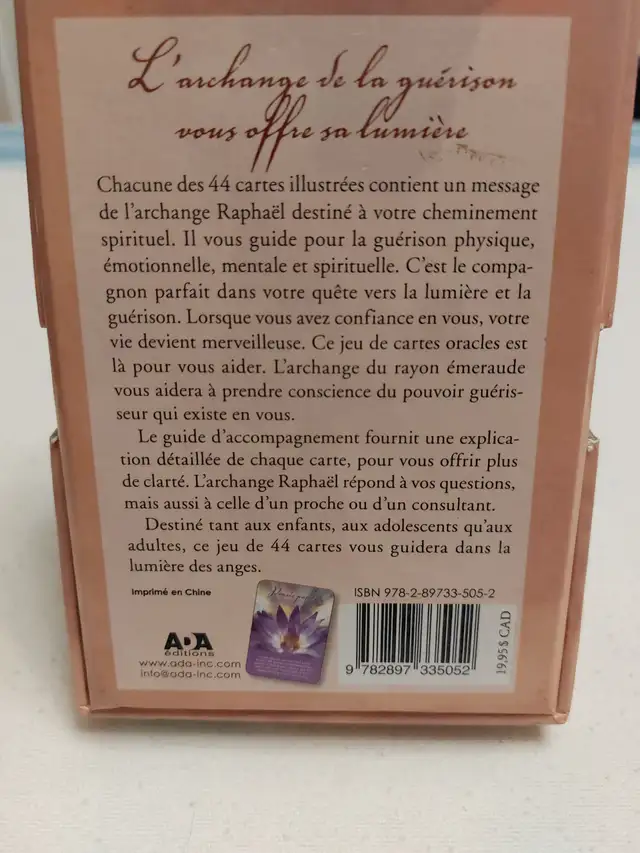 L'archange de la guérison
vous offre sa lumière
Chacune des 44 cartes illustrées contient un message
de l'archange Raphaël destiné à votre cheminement
spirituel. Il vous guide pour la guérison physique,
émotionnelle, mentale et spirituelle. C'est le compa-
gnon parfait dans votre quête vers la lumière et la
guérison. Lorsque vous avez confiance en vous, votre
vie devient merveilleuse. Ce jeu de cartes oracles est
là pour vous aider. L'archange du rayon émeraude
vous aidera à prendre conscience du pouvoir guéris-
seur qui existe en vous.
Le guide d'accompagnement fournit une explica-
tion détaillée de chaque carte, pour vous offrir plus
de clarté. L'archange Raphaël répond à vos questions,
mais aussi à celle d'un proche ou d'un consultant.
Destiné tant aux enfants, aux adolescents qu'aux
adultes, ce jeu de 44 cartes vous guidera dans la
lumière des anges.
Imprimé en Chine
ADA
éditions
www.ada-inc.com
info@ada-inc.com
ISBN 978-2-89733-505-2
9 782897 335052
19,95 $ CAD